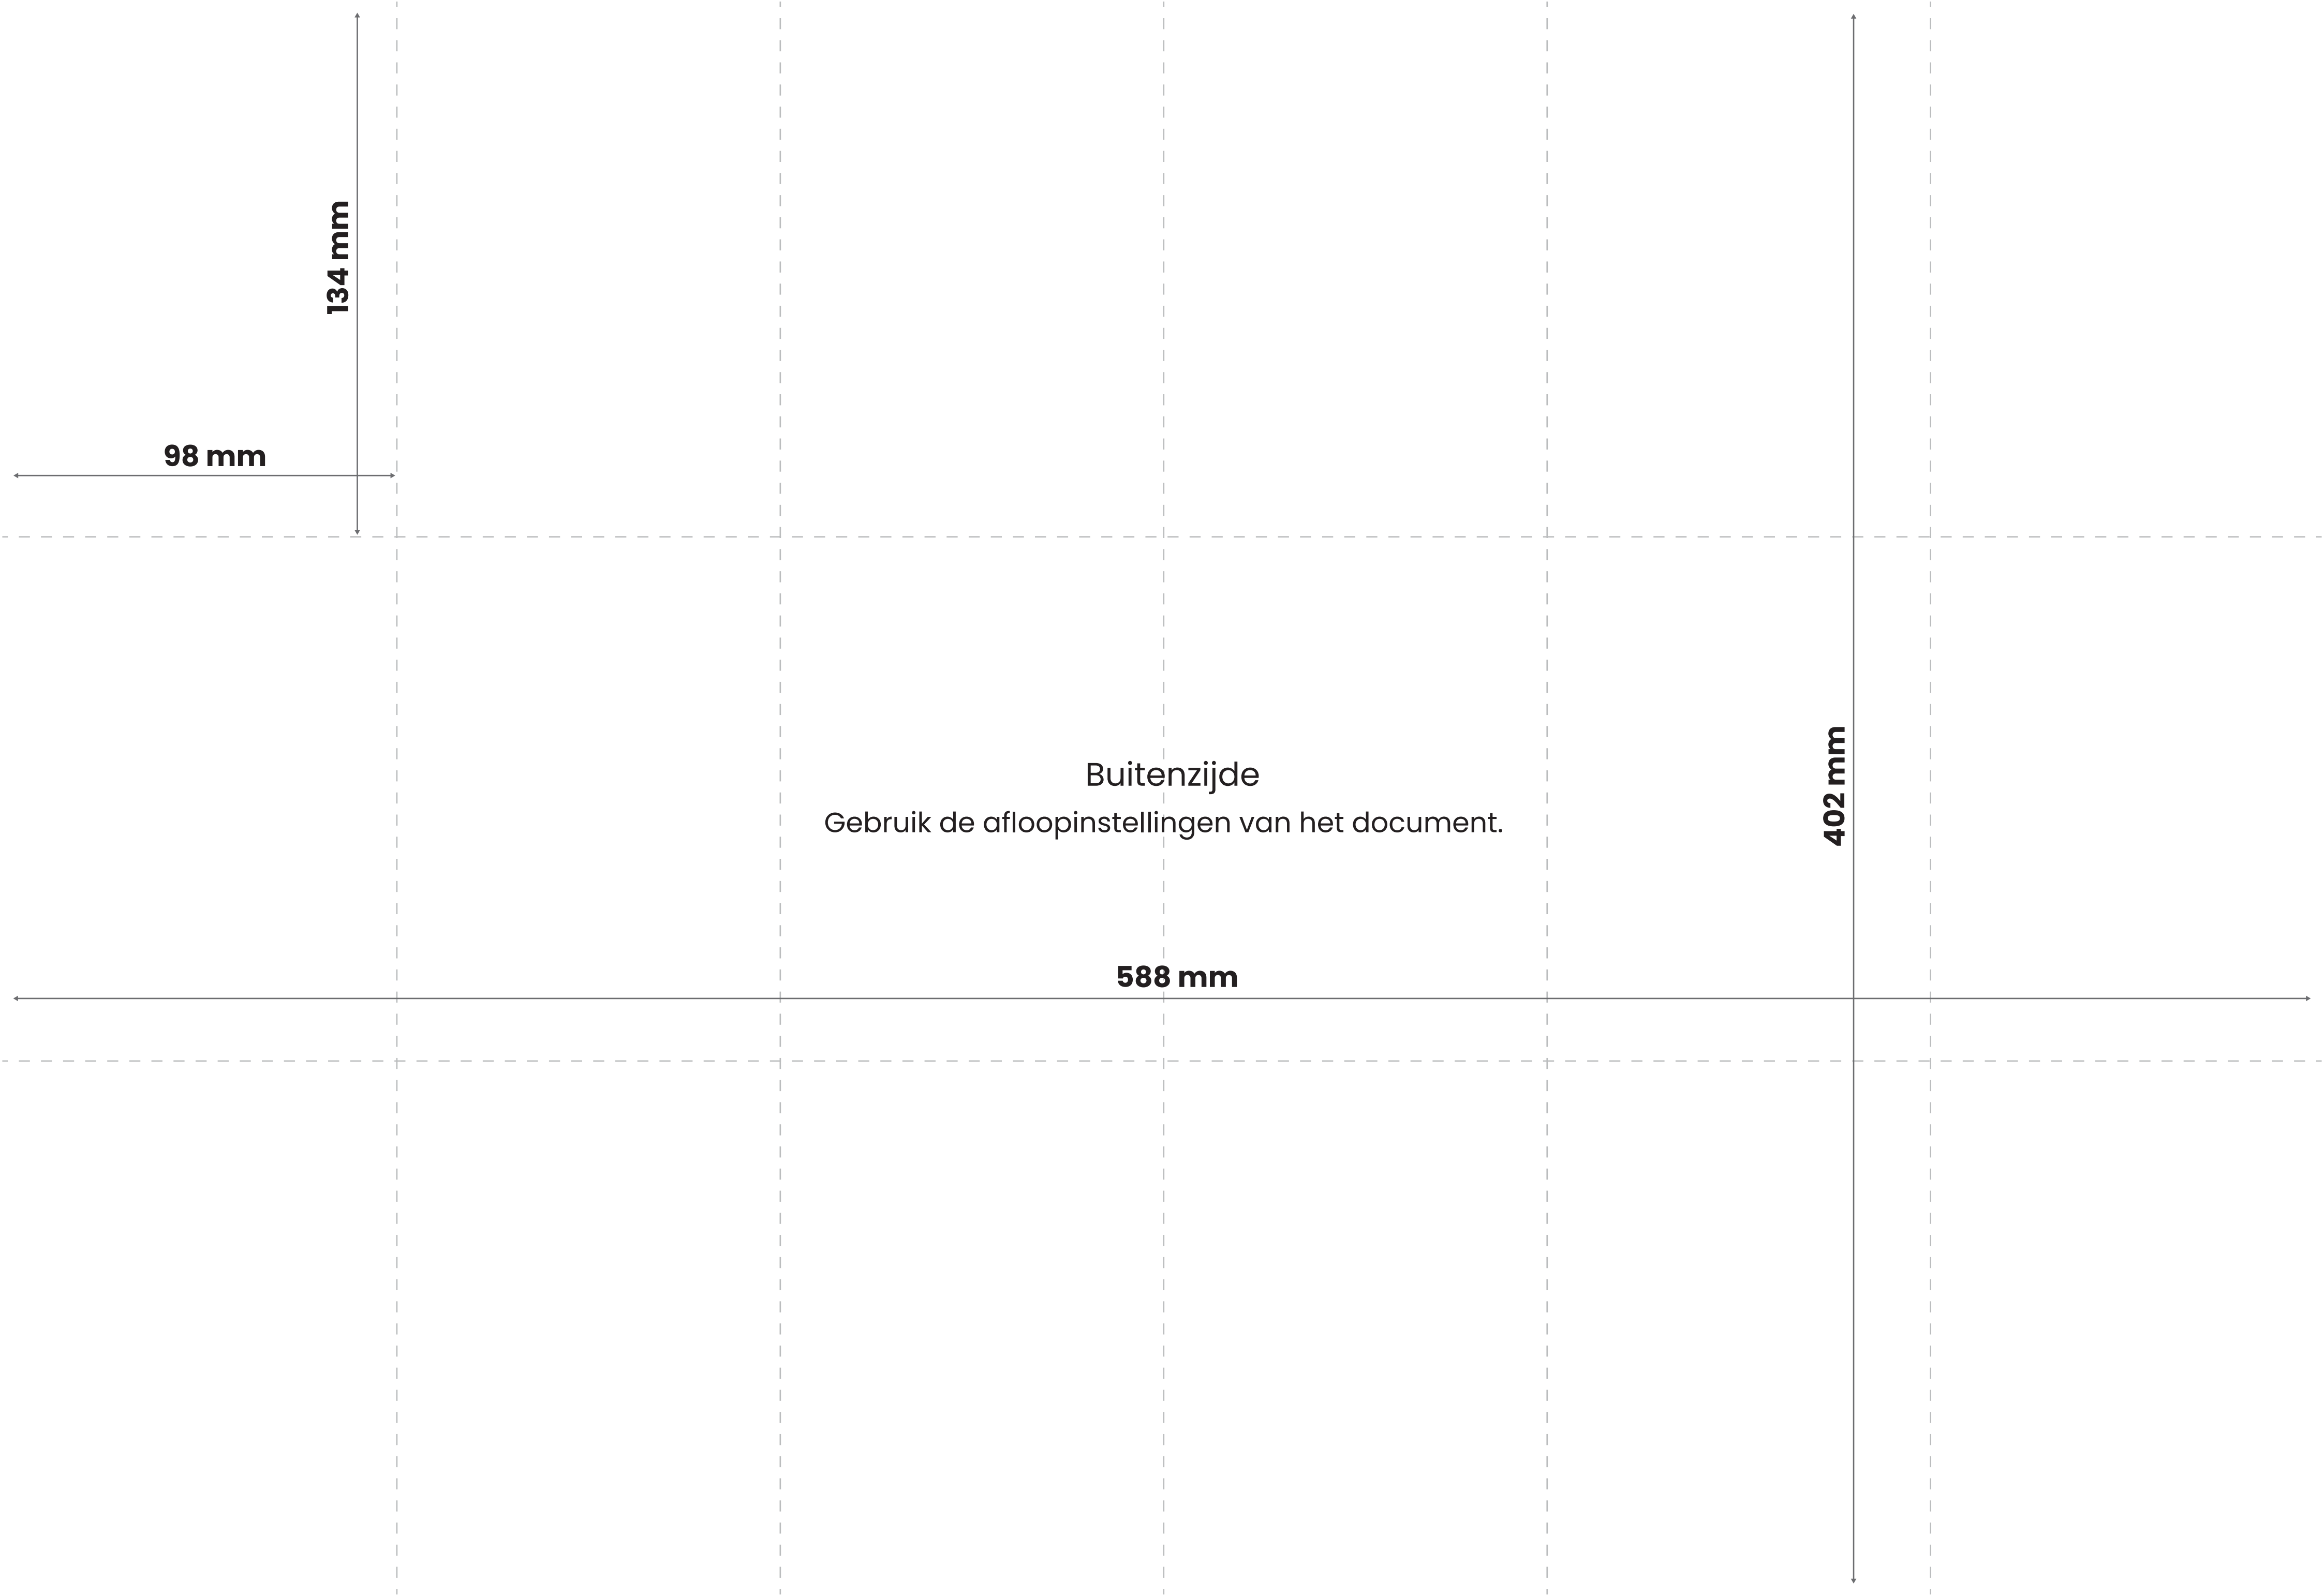 134 mm
98 mm
Buitenzijde
Gebruik de afloopinstellingen van het document.
402 mm
588 mm